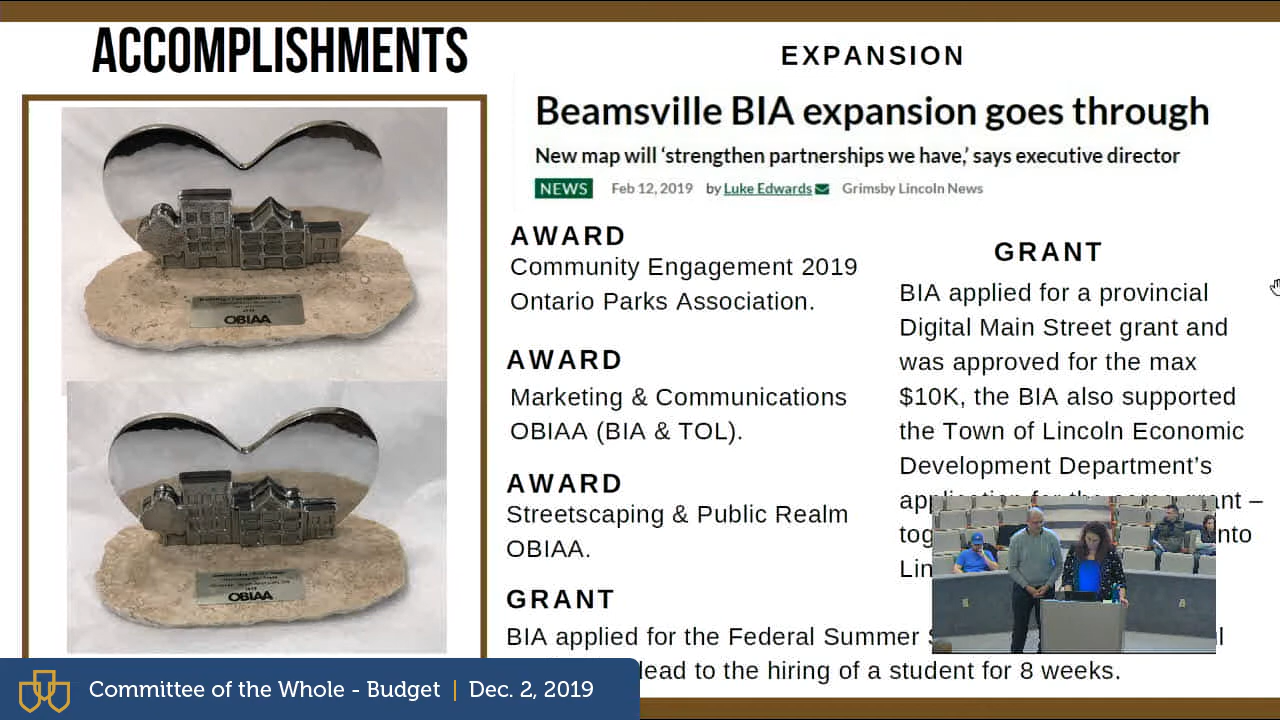 ACCOMPLISHMENTS
OBIAA
OBIAA
EXPANSION
Beamsville BIA expansion goes through
New map will ‘strengthen partnerships we have,’ says executive director
NEWS Feb 12, 2019 by Luke Edwards Grimsby Lincoln News
AWARD
Community Engagement 2019
Ontario Parks Association.
AWARD
Marketing & Communications
OBIAA (BIA & TOL).
AWARD
Streetscaping & Public Realm
OBIAA.
GRANT
BIA applied for a provincial
Digital Main Street grant and
was approved for the max
$10K, the BIA also supported
the Town of Lincoln Economic
Development Department’s
application for the same grant –
GRANT
BIA applied for the Federal Summer
lead to the hiring of a student for 8 weeks.
Committee of the Whole - Budget | Dec. 2, 2019